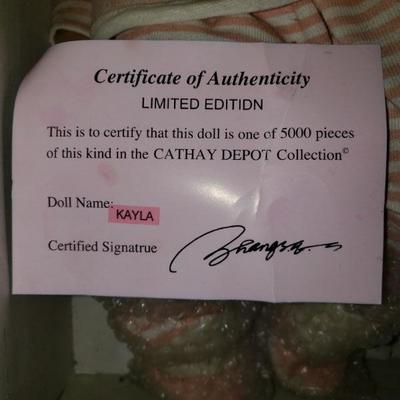 Certificate of Authenticity
LIMITED EDITIDN
This is to certify that this doll is one of 5000 pieces
of this kind in the CATHAY DEPOT Collection©
Doll Name: KAYLA
Certified Signatrue